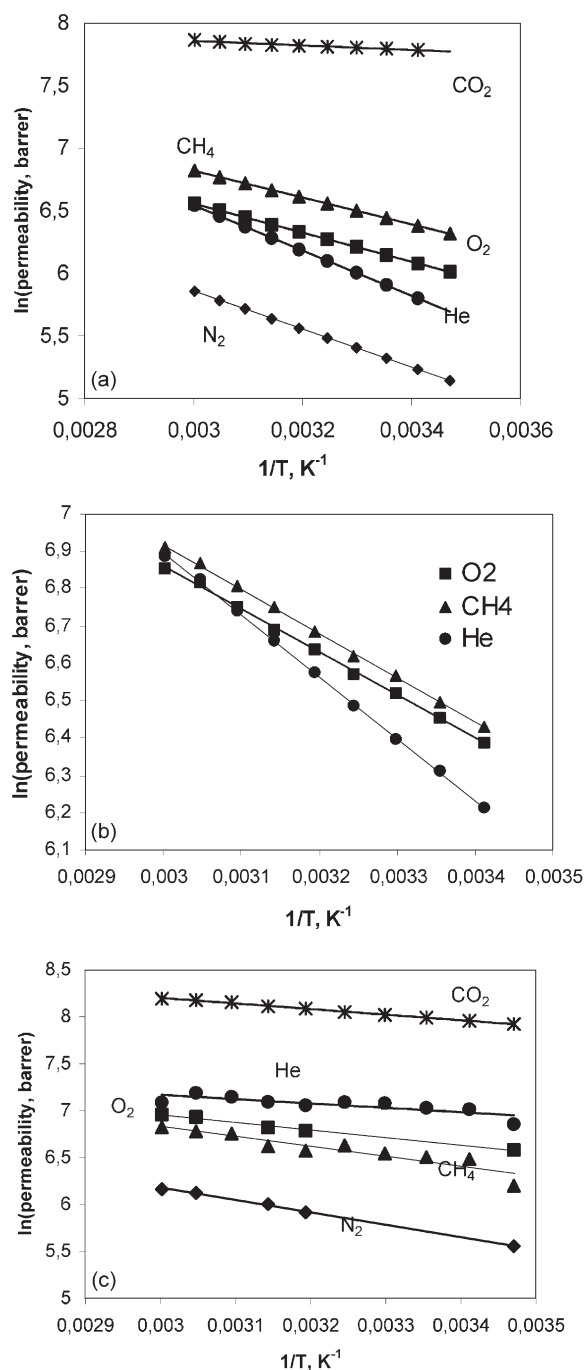 8
7,5
7
6,5
6
5,5
5
ln(permeability, barrer)
CO₂
CH₄
O₂
He
N₂
(a)
0,0028 0,003 0,0032 0,0034 0,0036
1/T, K⁻¹
7
6,9
6,8
6,7
6,6
6,5
6,4
6,3
6,2
6,1
ln(permeability, barrer)
O2
CH4
He
(b)
0,0029 0,003 0,0031 0,0032 0,0033 0,0034 0,0035
1/T, K⁻¹
8,5
8
7,5
7
6,5
6
5,5
5
ln(permeability, barrer)
CO₂
He
O₂
CH₄
N₂
(c)
0,0029 0,003 0,0031 0,0032 0,0033 0,0034 0,0035
1/T, K⁻¹